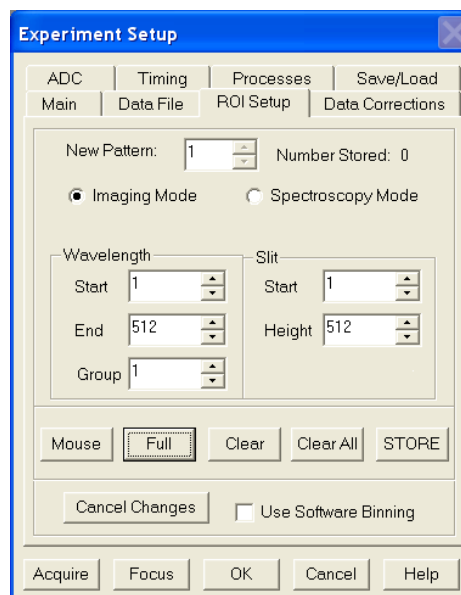 Experiment Setup
ADC Timing Processes Save/Load
Main Data File ROI Setup Data Corrections
New Pattern: 1 Number Stored: 0
Imaging Mode Spectroscopy Mode
Wavelength Slit
Start 1 Start 1
End 512 Height 512
Group 1
Mouse Full Clear Clear All STORE
Cancel Changes Use Software Binning
Acquire Focus OK Cancel Help